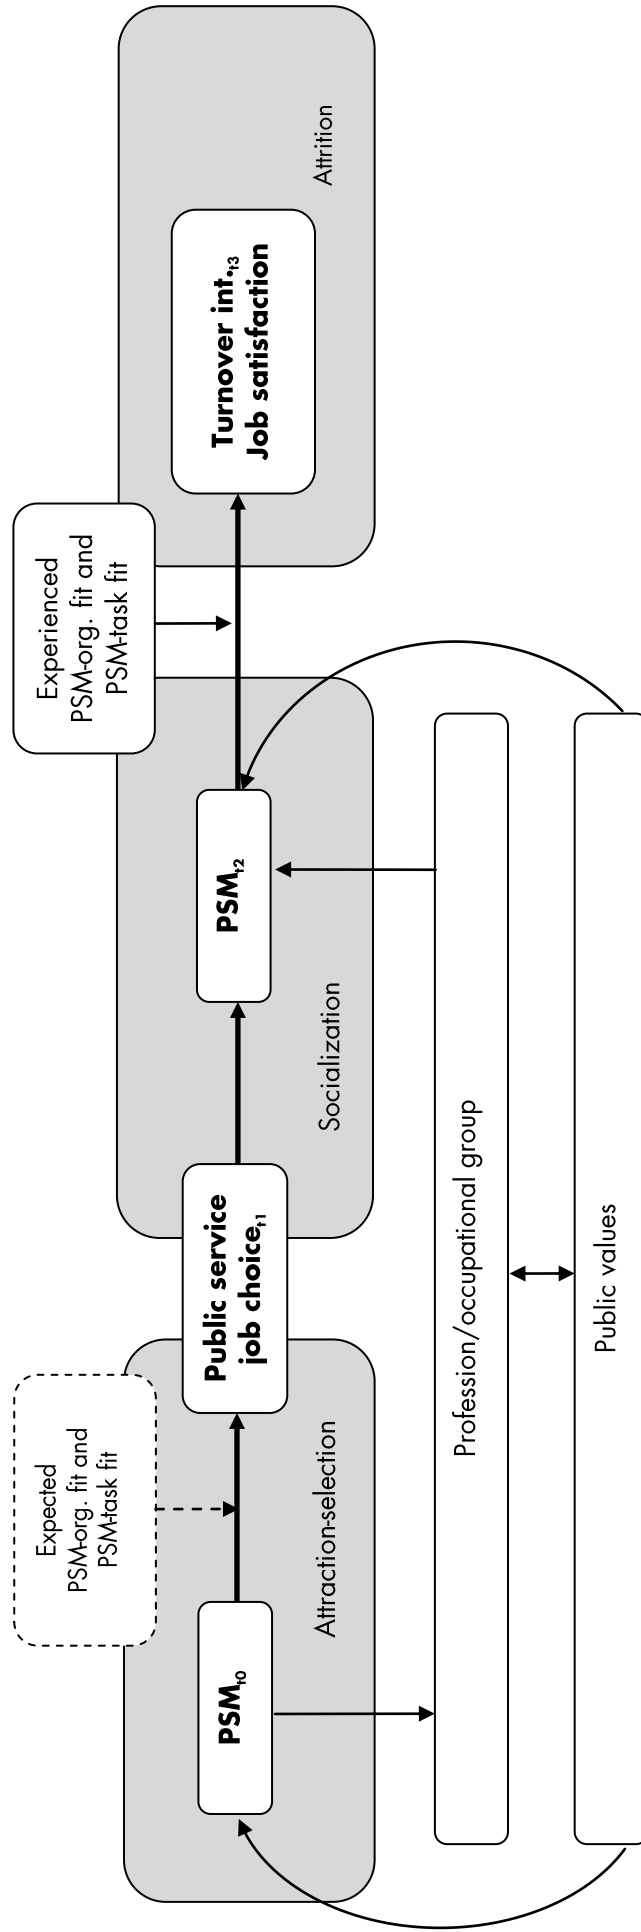 Expected
PSM-org. fit and
PSM-task fit
Experienced
PSM-org. fit and
PSM-task fit
PSMt0
Public service
job choicet1
PSMt2
Turnover int.t3
Job satisfaction
Attraction-selection
Socialization
Attrition
Profession/occupational group
Public values